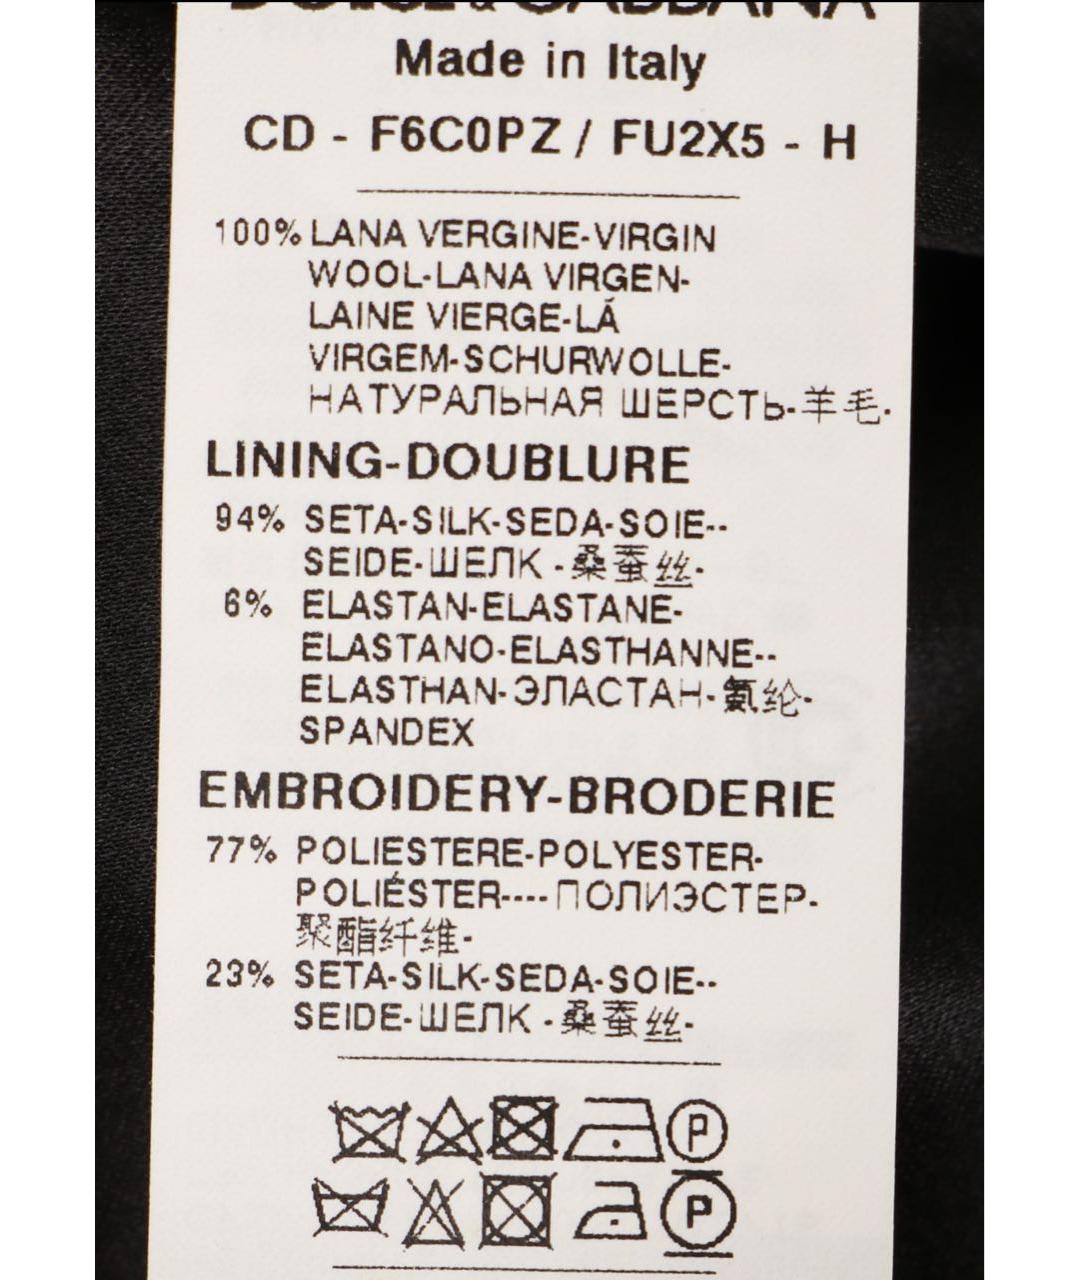 DOLCE & GABBANA
Made in Italy
CD - F6C0PZ / FU2X5 - H
100% LANA VERGINE-VIRGIN
WOOL-LANA VIRGEN-
LAINE VIERGE-LÃ
VIRGEM-SCHURWOLLE-
НАТУРАЛЬНАЯ ШЕРСТЬ-羊毛-
LINING-DOUBLURE
94% SETA-SILK-SEDA-SOIE--
SEIDE-ШЕЛК -桑蚕丝-
6% ELASTAN-ELASTANE-
ELASTANO-ELASTHANNE--
ELASTHAN-ЭЛАСТАН-氨纶-
SPANDEX
EMBROIDERY-BRODERIE
77% POLIESTERE-POLYESTER-
POLIÉSTER----ПОЛИЭСТЕР-
聚酯纤维-
23% SETA-SILK-SEDA-SOIE--
SEIDE-ШЕЛК -桑蚕丝-
P
P